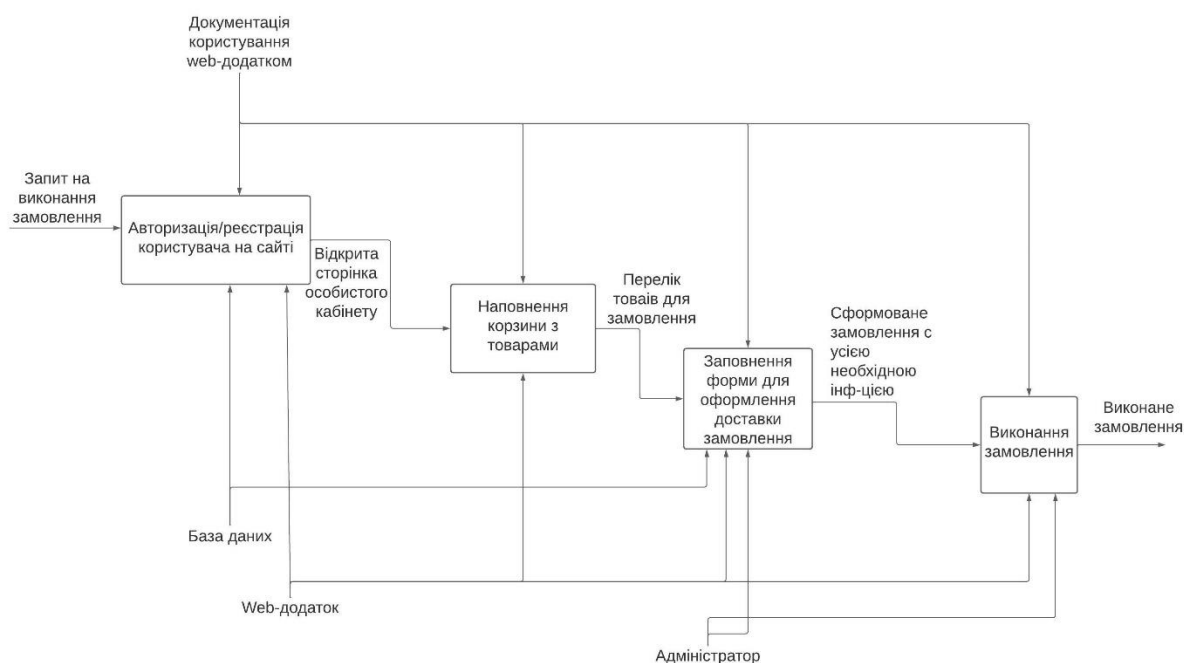 Документація
користування
web-додатком
Запит на
виконання
замовлення
Авторизація/реєстрація
користувача на сайті
Відкрита
сторінка
особистого
кабінету
Наповнення
корзини з
товарами
Перелік
товаів для
замовлення
Заповнення
форми для
оформлення
доставки
замовлення
Сформоване
замовлення с
усією
необхідною
інф-цією
Виконання
замовлення
Виконане
замовлення
База даних
Web-додаток
Адміністратор